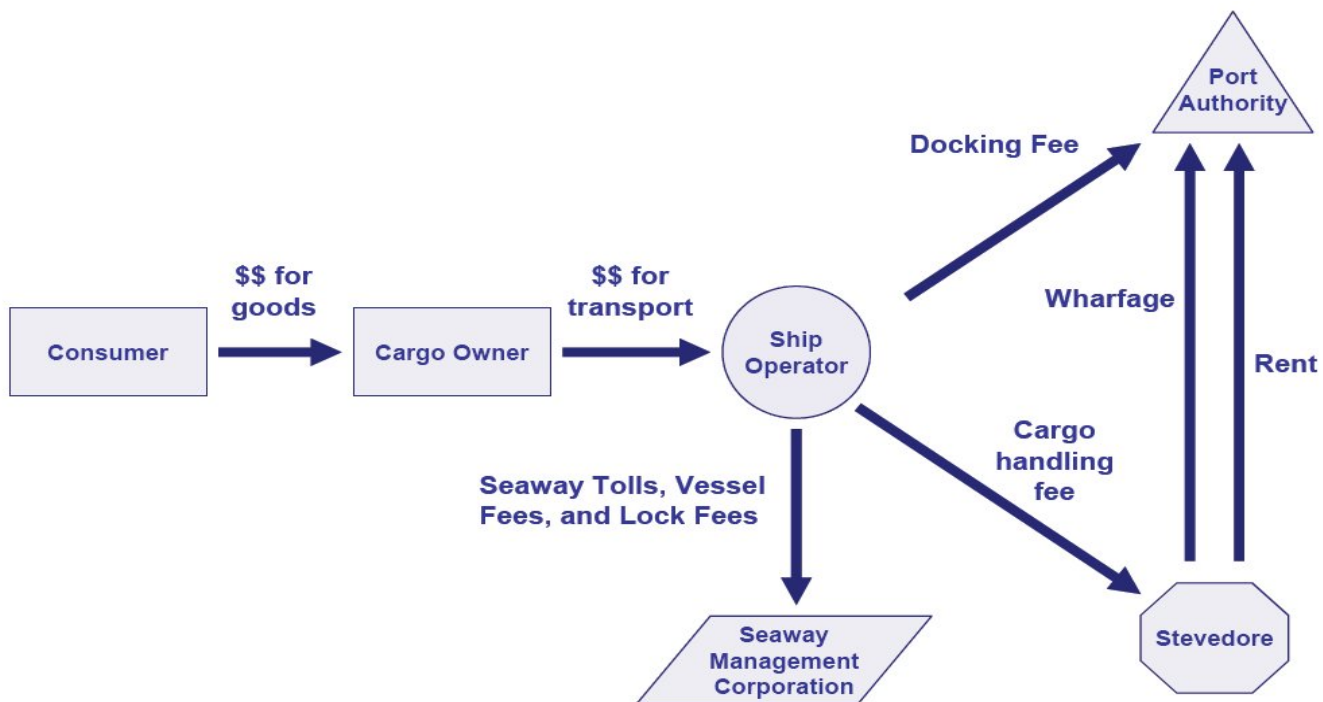 Port
Authority
Docking Fee
$$ for
goods
$$ for
transport
Wharfage
Consumer
Cargo Owner
Ship
Operator
Rent
Cargo
handling
fee
Seaway Tolls, Vessel
Fees, and Lock Fees
Seaway
Management
Corporation
Stevedore